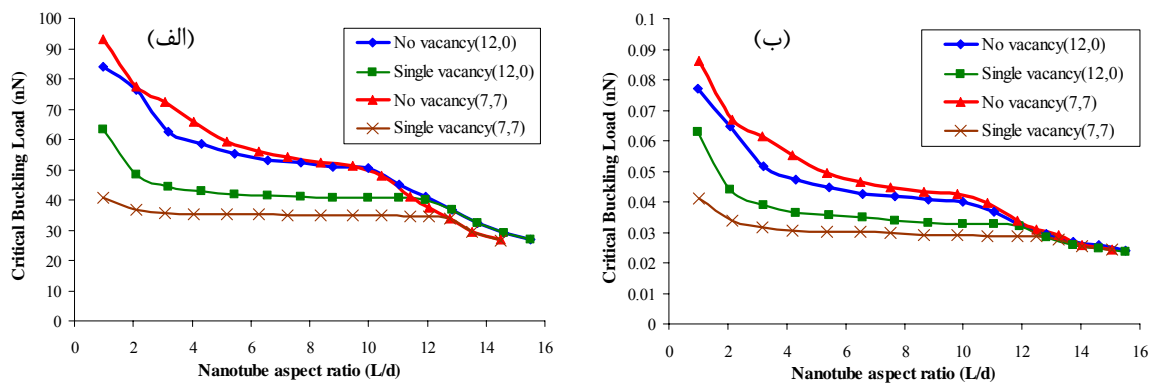 (الف)
No vacancy(12,0)
Single vacancy(12,0)
No vacancy(7,7)
Single vacancy(7,7)
Critical Buckling Load (nN)
100
90
80
70
60
50
40
30
20
10
0
0 2 4 6 8 10 12 14 16
Nanotube aspect ratio (L/d)
(ب)
No vacancy(12,0)
Single vacancy(12,0)
No vacancy(7,7)
Single vacancy(7,7)
Critical Buckling Load (nN)
0.1
0.09
0.08
0.07
0.06
0.05
0.04
0.03
0.02
0.01
0
0 2 4 6 8 10 12 14 16
Nanotube aspect ratio (L/d)